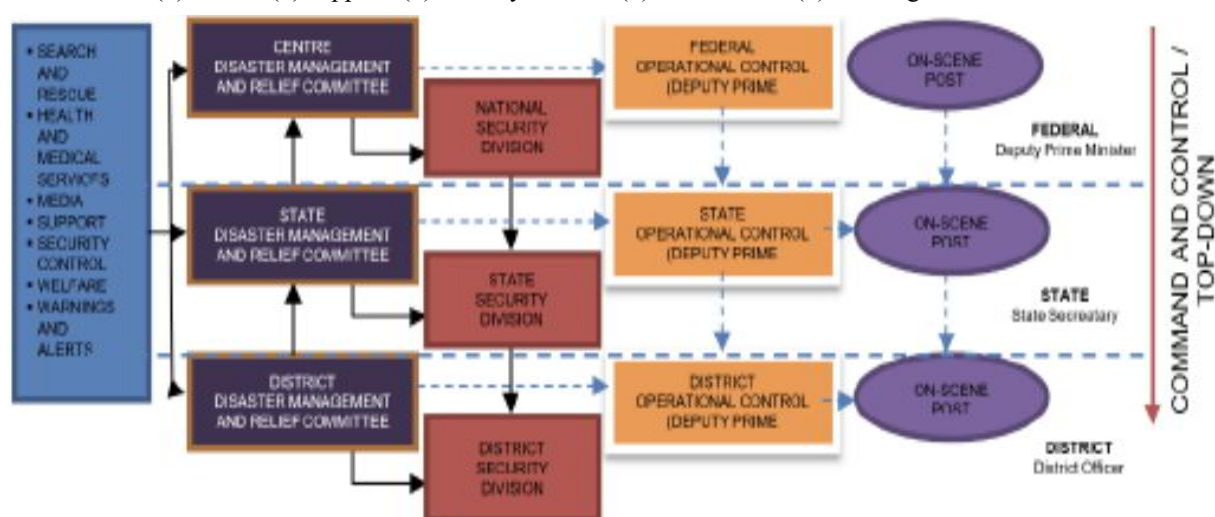 • SEARCH
AND
RESCUE
• HEALTH
AND
MEDICAL
SERVICES
• MEDIA
• SUPPORT
• SECURITY
CONTROL
• WELFARE
• WARNINGS
AND
ALERTS
CENTRE
DISASTER MANAGEMENT
AND RELIEF COMMITTEE
NATIONAL
SECURITY
DIVISION
FEDERAL
OPERATIONAL CONTROL
(DEPUTY PRIME
ON-SCENE
POST
FEDERAL
Deputy Prime Minister
STATE
DISASTER MANAGEMENT
AND RELIEF COMMITTEE
STATE
SECURITY
DIVISION
STATE
OPERATIONAL CONTROL
(DEPUTY PRIME
ON-SCENE
POST
STATE
State Secreatary
DISTRICT
DISASTER MANAGEMENT
AND RELIEF COMMITTEE
DISTRICT
SECURITY
DIVISION
DISTRICT
OPERATIONAL CONTROL
(DEPUTY PRIME
ON-SCENE
POST
DISTRICT
District Officer
COMMAND AND CONTROL /
TOP-DOWN